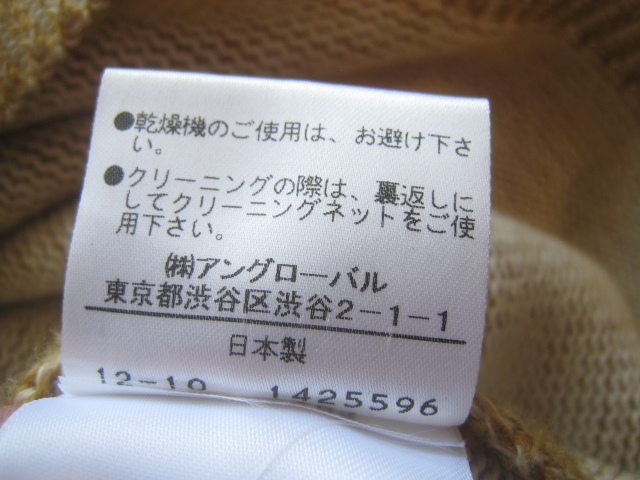 ●乾燥機のご使用は、お避け下さ
い。
●クリーニングの際は、裏返しに
してクリーニングネットをご使
用下さい。
㈱アングローバル
東京都渋谷区渋谷2-1-1
日本製
12-10 1425596